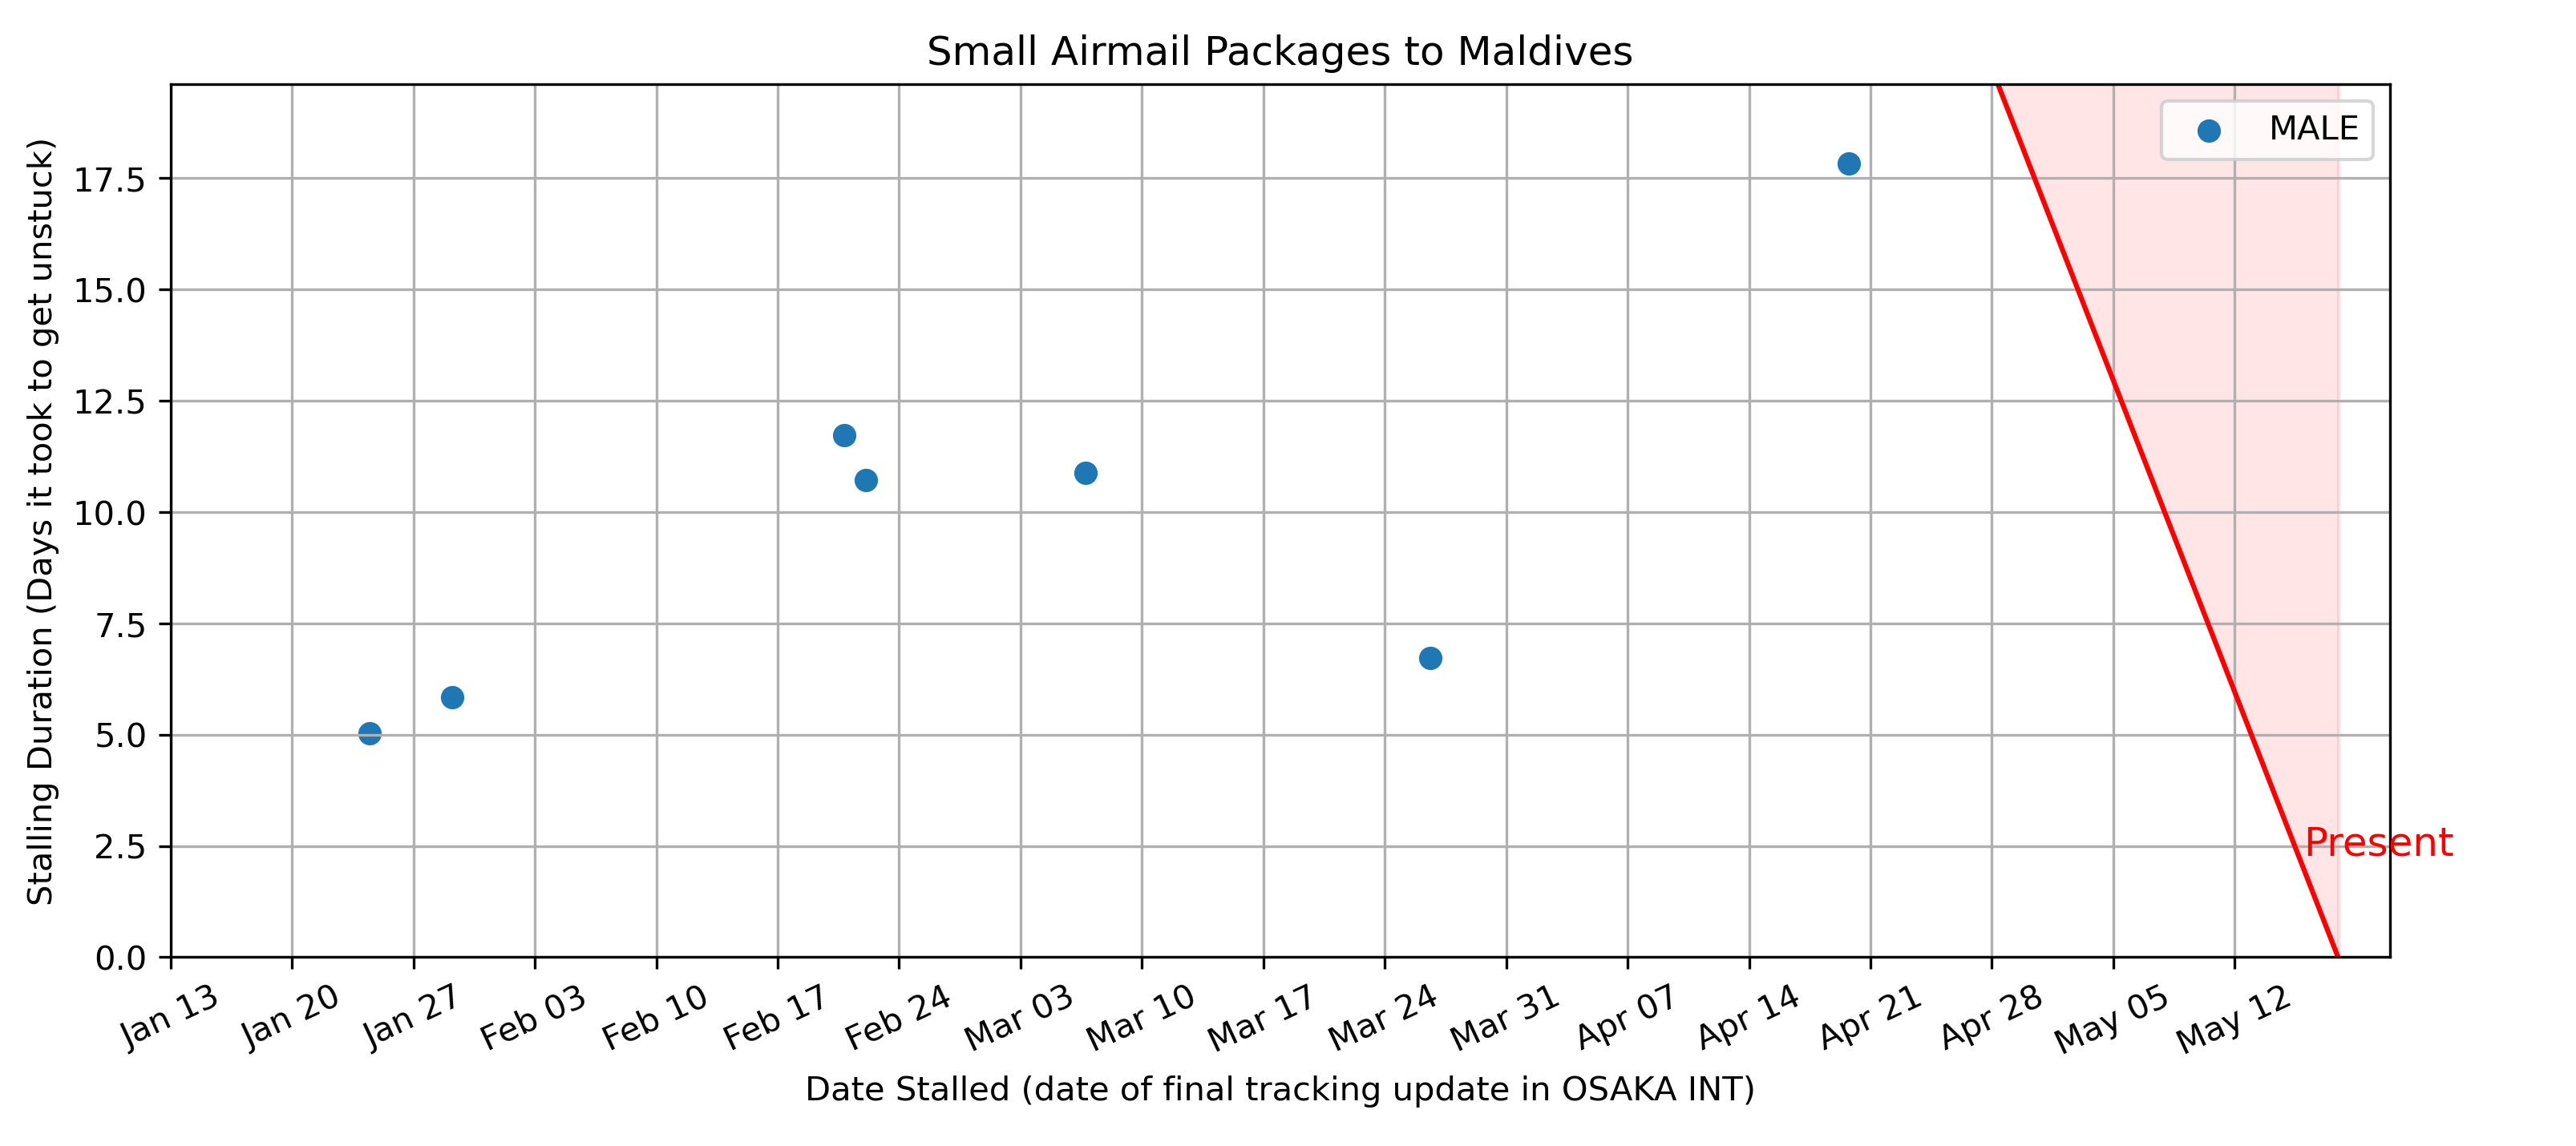 Small Airmail Packages to Maldives
MALE
Stalling Duration (Days it took to get unstuck)
17.5
15.0
12.5
10.0
7.5
5.0
2.5
0.0
Present
Jan 13 Jan 20 Jan 27 Feb 03 Feb 10 Feb 17 Feb 24 Mar 03 Mar 10 Mar 17 Mar 24 Mar 31 Apr 07 Apr 14 Apr 21 Apr 28 May 05 May 12
Date Stalled (date of final tracking update in OSAKA INT)